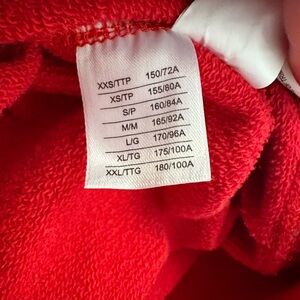 XXS/TTP 150/72A
XS/TP 155/80A
S/P 160/84A
M/M 165/92A
L/G 170/96A
XL/TG 175/100A
XXL/TTG 180/100A